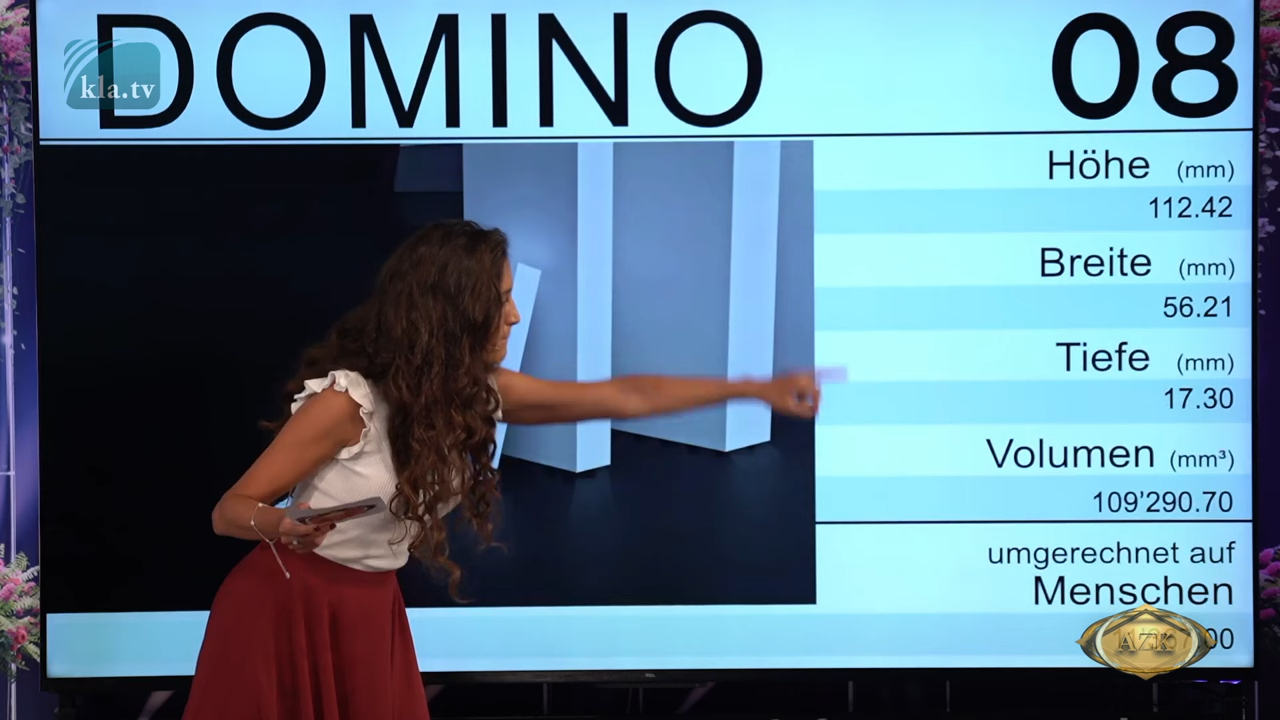 DOMINO 08
kla.tv
Höhe (mm)
112.42
Breite (mm)
56.21
Tiefe (mm)
17.30
Volumen (mm³)
109'290.70
umgerechnet auf
Menschen
AZK